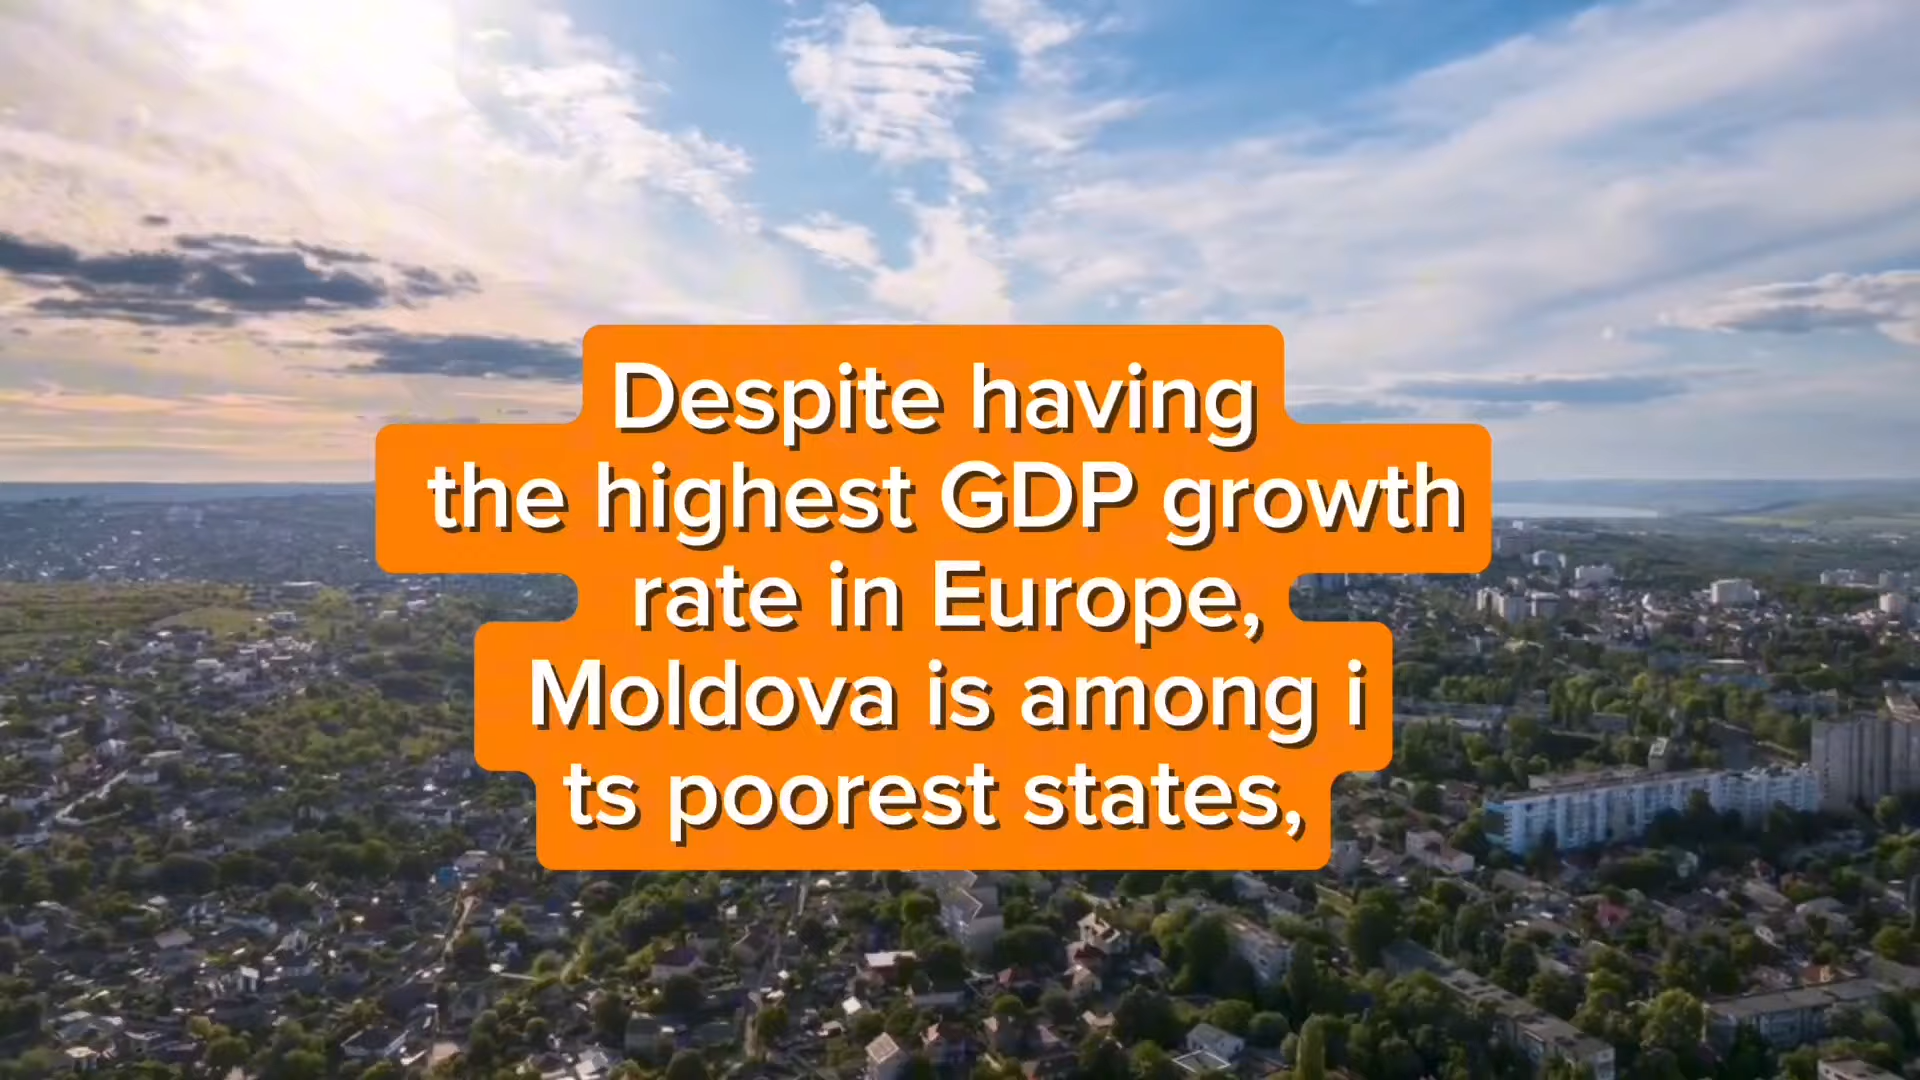 Despite having
the highest GDP growth
rate in Europe,
Moldova is among i
ts poorest states,